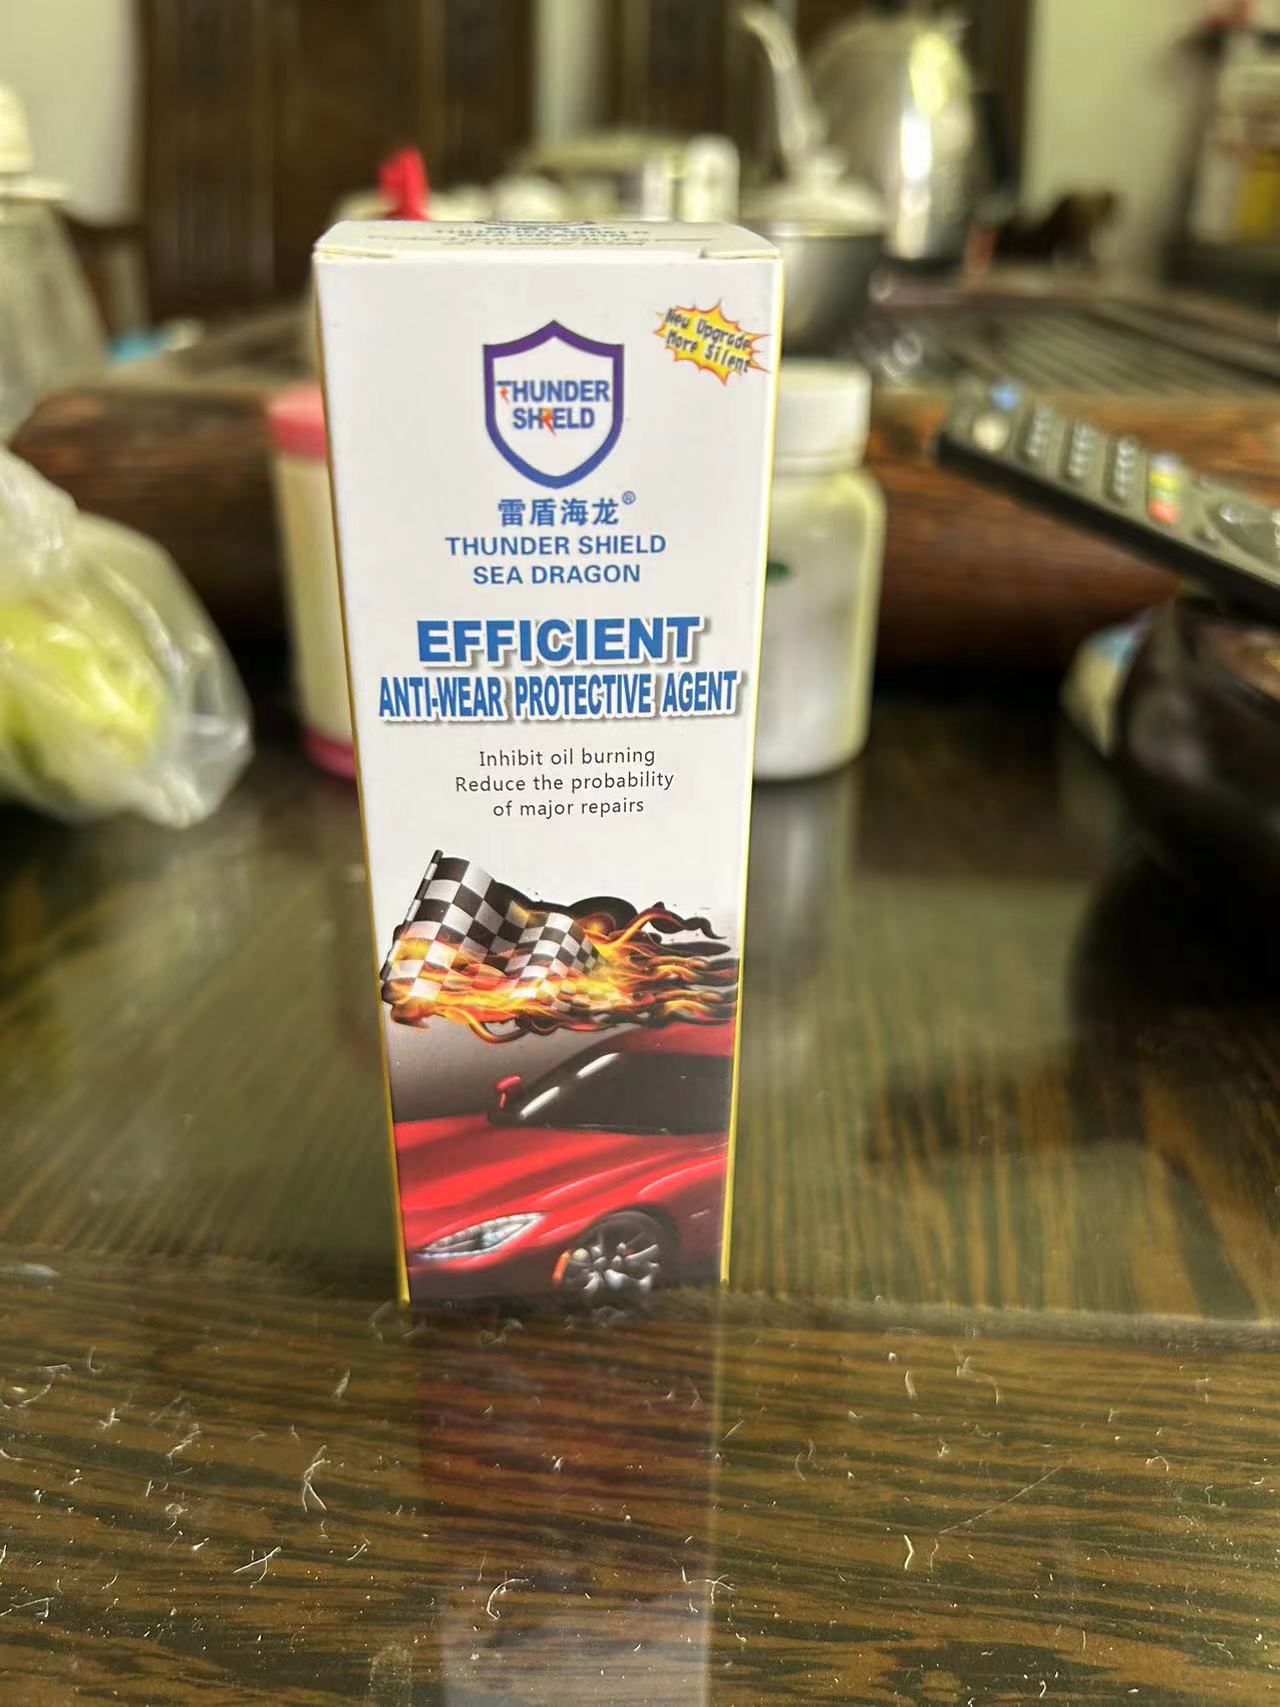 New Upgrade
More Silent
THUNDER
SHIELD
雷盾海龙®
THUNDER SHIELD
SEA DRAGON
EFFICIENT
ANTI-WEAR PROTECTIVE AGENT
Inhibit oil burning
Reduce the probability
of major repairs